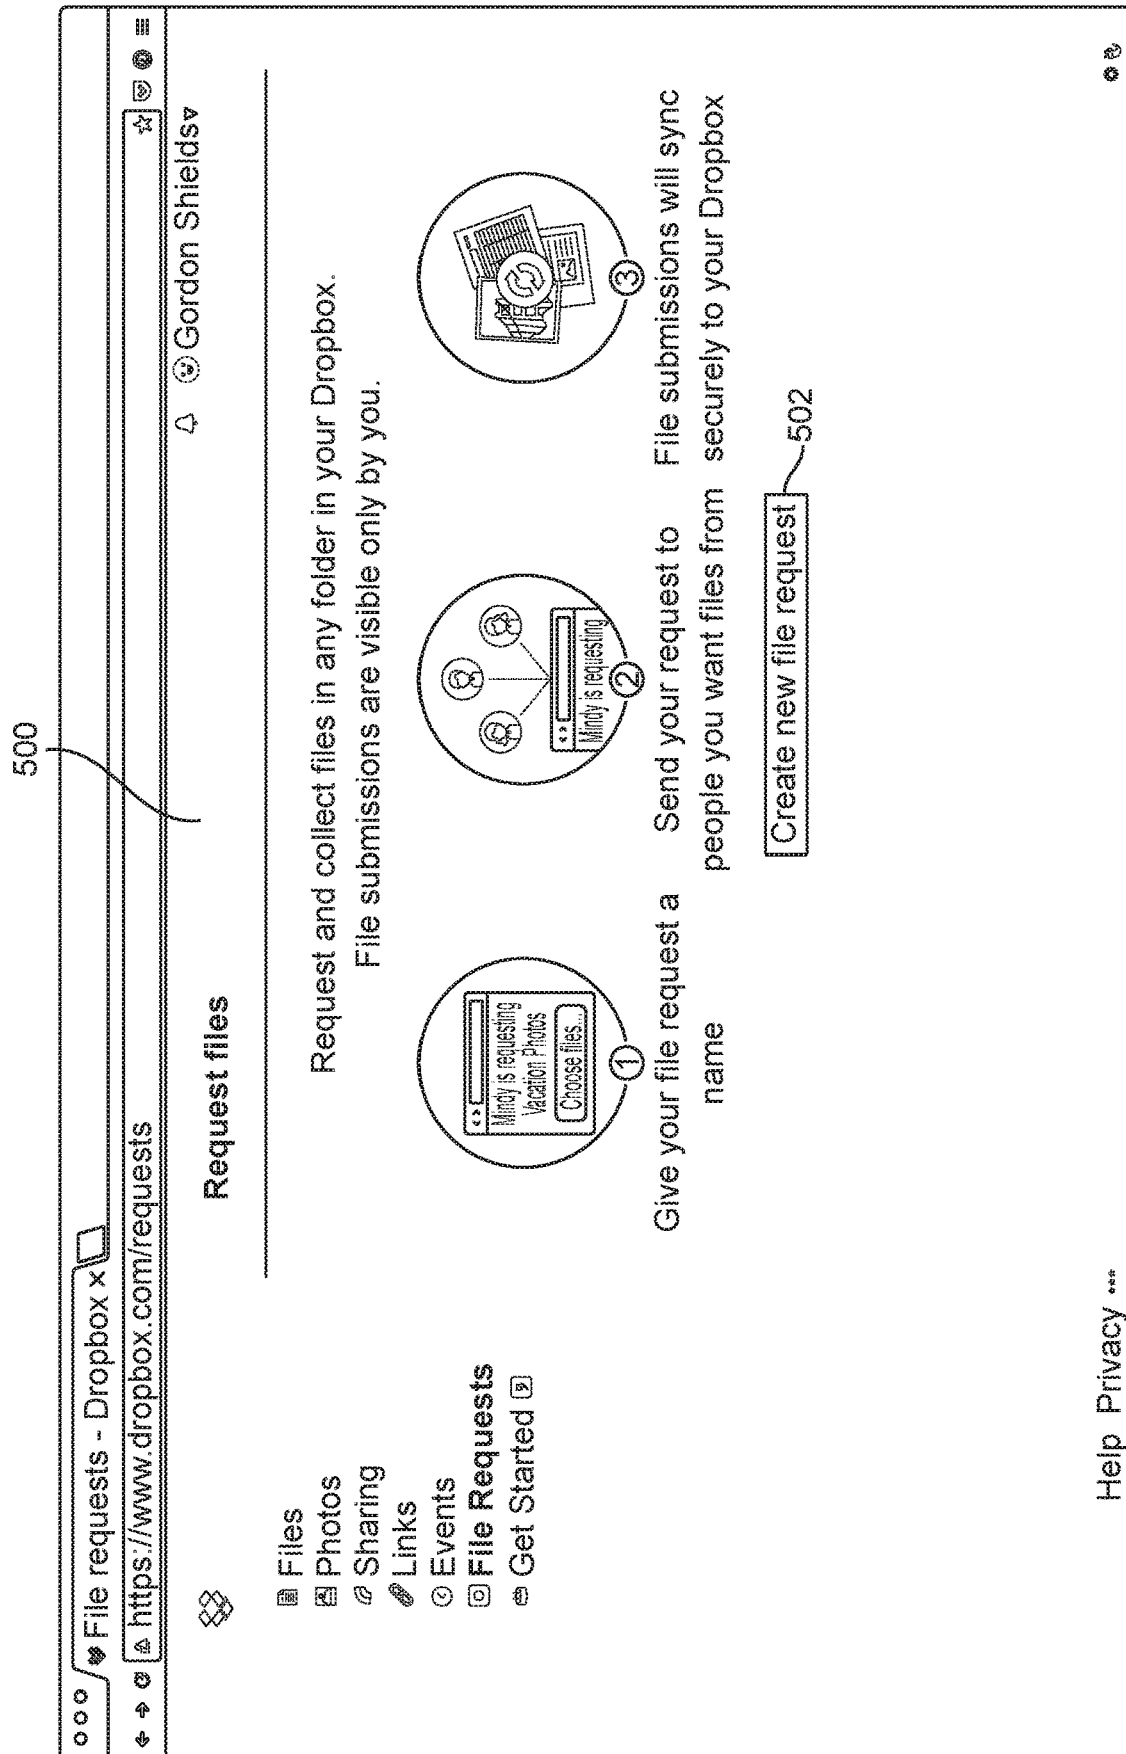 500
File requests - Dropbox x
https://www.dropbox.com/requests
Request files
Gordon Shields
Files
Photos
Sharing
Links
Events
File Requests
Get Started
Request and collect files in any folder in your Dropbox.
File submissions are visible only by you.
Mindy is requesting
Vacation Photos
Choose files...
1
Give your file request a
name
Mindy is requesting
2
Send your request to
people you want files from
3
File submissions will sync
securely to your Dropbox
Create new file request
502
Help Privacy •••